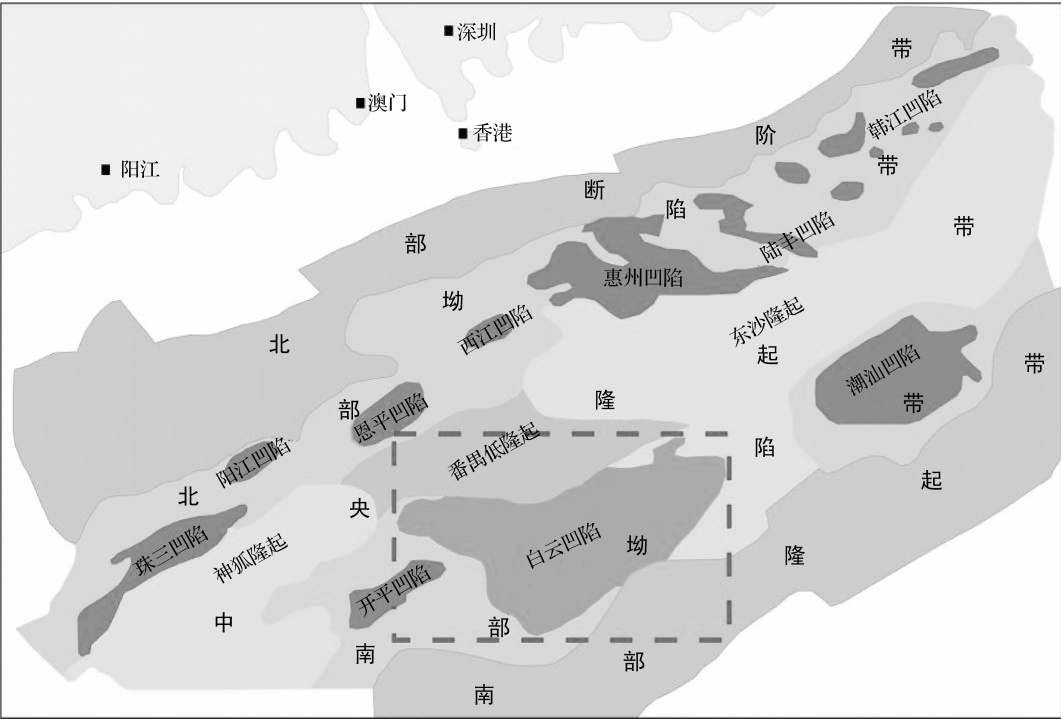 深圳
澳门
香港
阳江
北部断阶带
韩江凹陷
陆丰凹陷
惠州凹陷
西江凹陷
恩平凹陷
阳江凹陷
珠三凹陷
北部坳陷带
东沙隆起
番禺低隆起
神狐隆起
中央隆起带
潮汕凹陷
白云凹陷
开平凹陷
南部坳陷带
南部隆起带